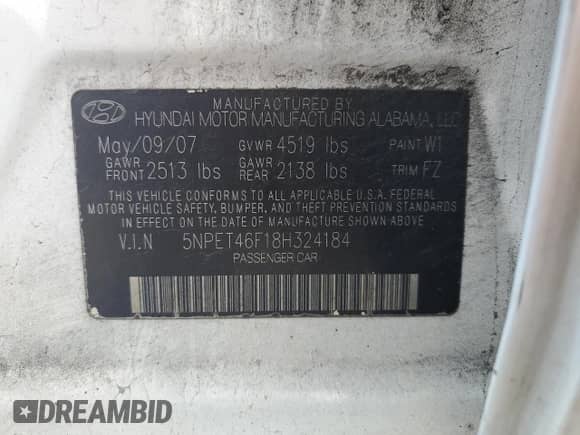 MANUFACTURED BY
HYUNDAI MOTOR MANUFACTURING ALABAMA, LLC
May/09/07 GVWR 4519 lbs PAINT W1
GAWR FRONT 2513 lbs GAWR REAR 2138 lbs TRIM FZ
THIS VEHICLE CONFORMS TO ALL APPLICABLE U.S.A. FEDERAL
MOTOR VEHICLE SAFETY, BUMPER, AND THEFT PREVENTION STANDARDS
IN EFFECT ON THE DATE OF MANUFACTURE SHOWN ABOVE.
V.I.N 5NPET46F18H324184
PASSENGER CAR
DREAMBID